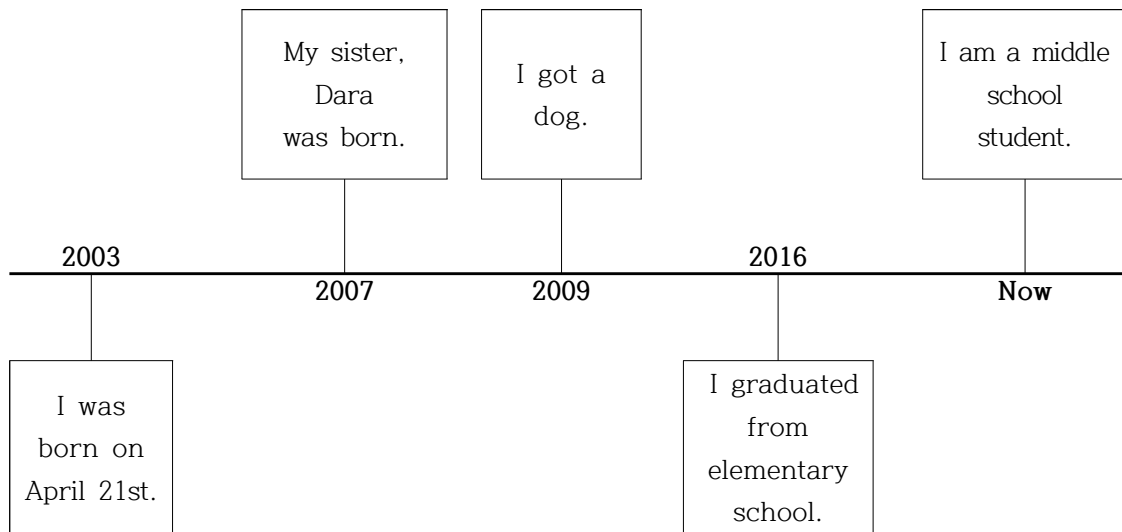 My sister,
Dara
was born.
I got a
dog.
I am a middle
school
student.
2003
2016
2007
2009
Now
I was
born on
April 21st.
I graduated
from
elementary
school.